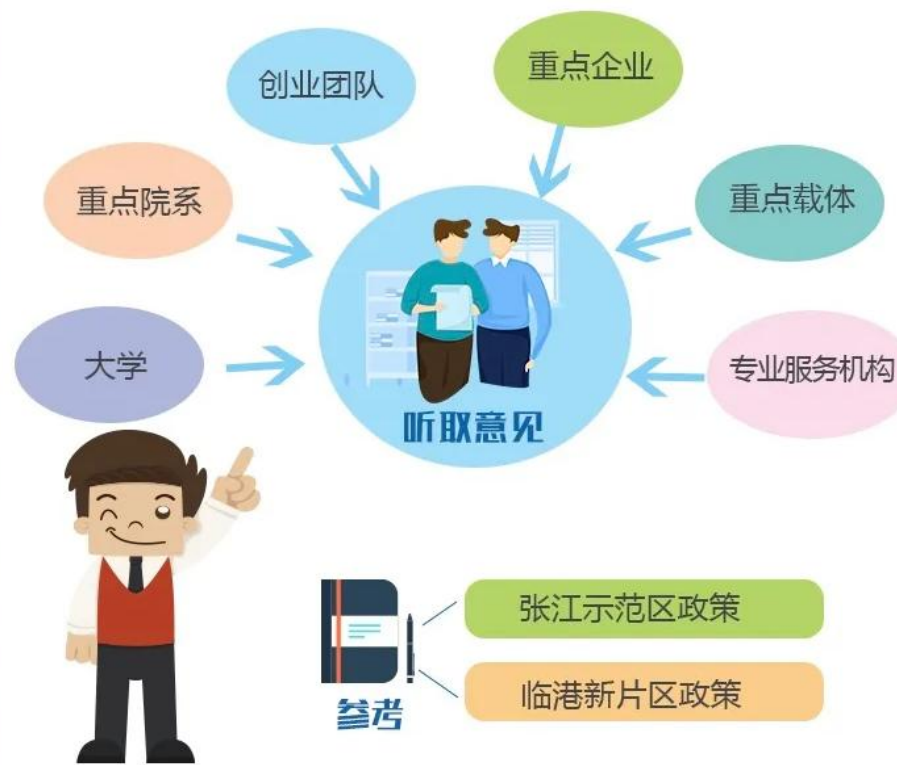 创业团队
重点企业
重点院系
重点载体
大学
专业服务机构
听取意见
张江示范区政策
临港新片区政策
参考